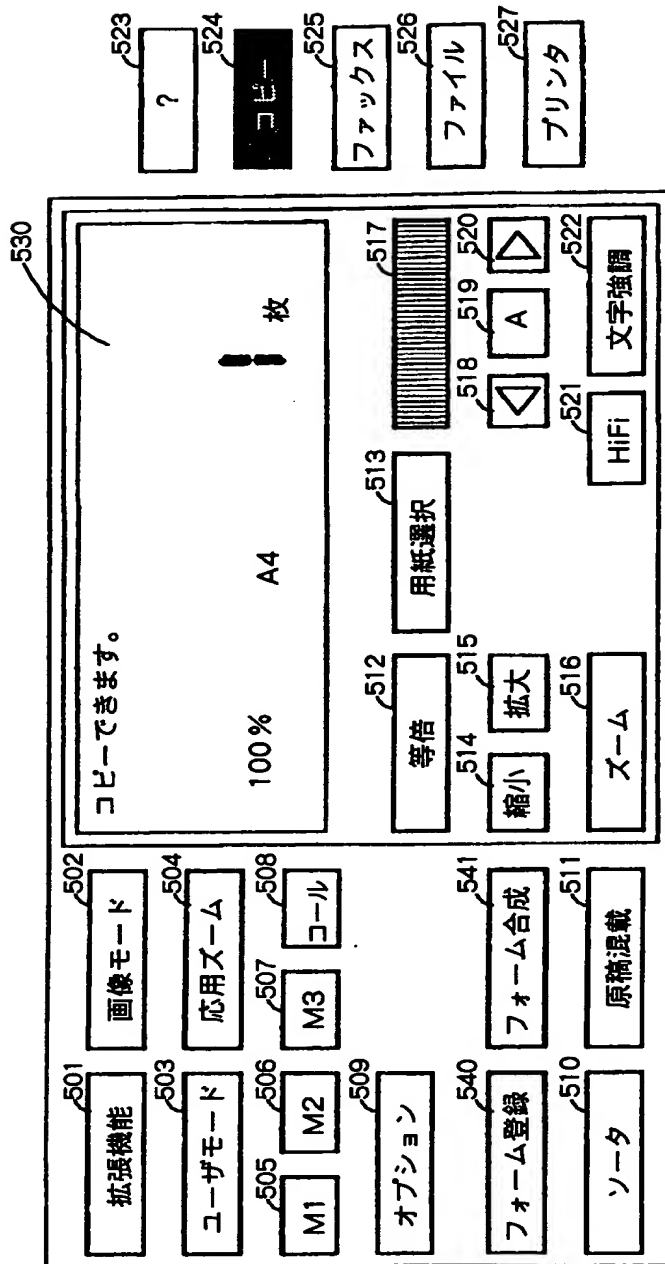 501
拡張機能
502
画像モード
503
ユーザモード
504
応用ズーム
505
M1
506
M2
507
M3
508
コール
509
オプション
540
フォーム登録
541
フォーム合成
510
ソータ
511
原稿混載
530
コピーできます。
100% A4 1 枚
512
等倍
513
用紙選択
517
514
縮小
515
拡大
518
519
A
520
516
ズーム
521
HiFi
522
文字強調
523
?
524
コピー
525
ファックス
526
ファイル
527
プリンタ